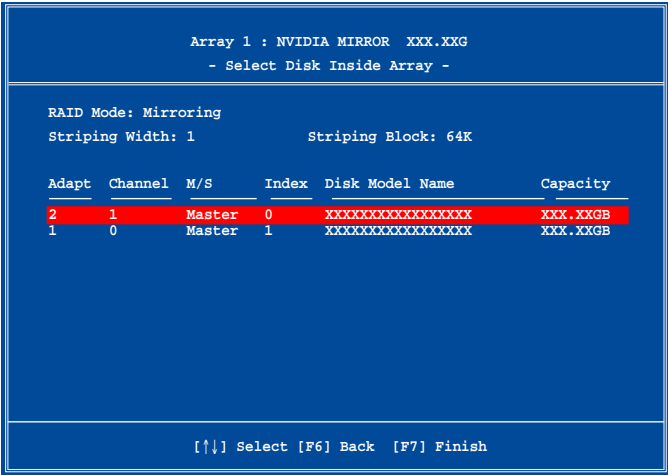 Array 1 : NVIDIA MIRROR XXX.XXG
- Select Disk Inside Array -
RAID Mode: Mirroring
Striping Width: 1 Striping Block: 64K
Adapt Channel M/S Index Disk Model Name Capacity
2 1 Master 0 XXXXXXXXXXXXXXXXX XXX.XXGB
1 0 Master 1 XXXXXXXXXXXXXXXXX XXX.XXGB
[↑↓] Select [F6] Back [F7] Finish